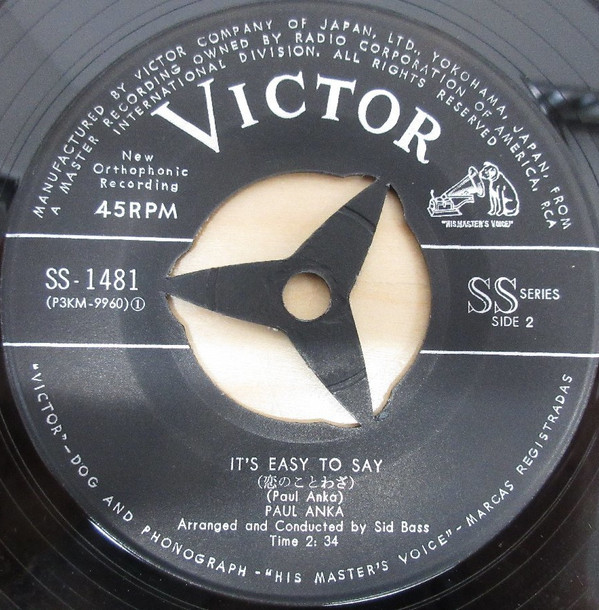 MANUFACTURED BY VICTOR COMPANY OF JAPAN, LTD., YOKOHAMA, JAPAN, FROM
A MASTER RECORDING OWNED BY RADIO CORPORATION OF AMERICA, RCA
INTERNATIONAL DIVISION. ALL RIGHTS RESERVED
VICTOR
New
Orthophonic
Recording
45RPM
"HIS MASTER'S VOICE"
SS-1481
(P3KM-9960)①
SS SERIES
SIDE 2
IT'S EASY TO SAY
(恋のことわざ)
(Paul Anka)
PAUL ANKA
Arranged and Conducted by Sid Bass
Time 2: 34
"VICTOR"–DOG AND PHONOGRAPH-"HIS MASTER'S VOICE"-MARCAS REGISTRADAS